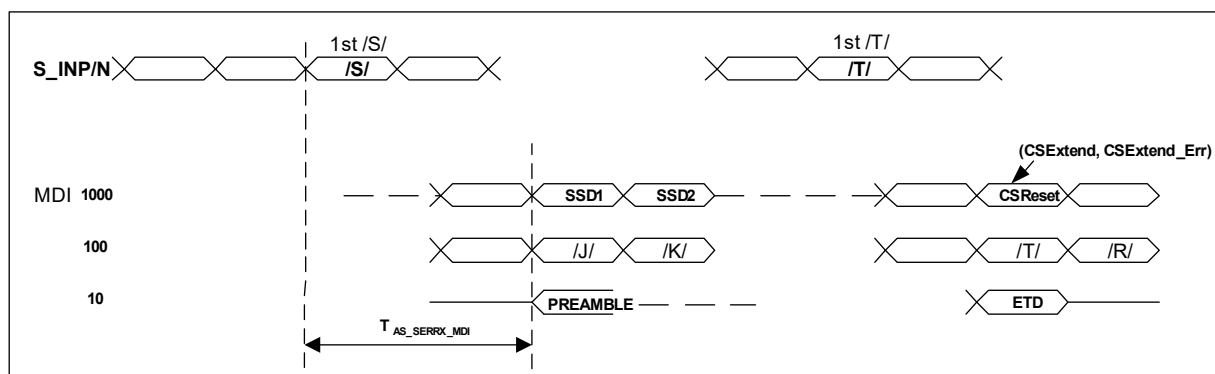 1st /S/ 1st /T/
S_INP/N /S/ /T/
(CSExtend, CSExtend_Err)
MDI 1000 SSD1 SSD2 CSReset
100 /J/ /K/ /T/ /R/
10 PREAMBLE ETD
T AS_SERRX_MDI